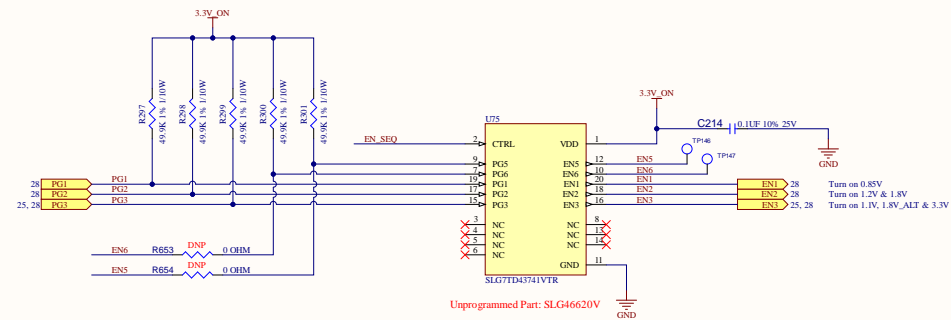 3.3V_ON
R297
49.9K 1% 1/10W
R298
49.9K 1% 1/10W
R299
49.9K 1% 1/10W
R300
49.9K 1% 1/10W
R301
49.9K 1% 1/10W
3.3V_ON
C214 0.1UF 10% 25V
GND
U75
EN_SEQ 2 CTRL VDD 1
TP146
TP147
9 PG5 EN5 12 EN5
7 PG6 EN6 10 EN6
28 PG1 PG1 19 PG1 EN1 20 EN1 EN1 28 Turn on 0.85V
28 PG2 PG2 17 PG2 EN2 18 EN2 EN2 28 Turn on 1.2V & 1.8V
25, 28 PG3 PG3 15 PG3 EN3 16 EN3 EN3 25, 28 Turn on 1.1V, 1.8V_ALT & 3.3V
3 NC NC 8
4 NC NC 13
5 NC NC 14
6 NC
GND 11
EN6 R653 DNP 0 OHM
EN5 R654 DNP 0 OHM
SLG7TD43741VTR
Unprogrammed Part: SLG46620V
GND